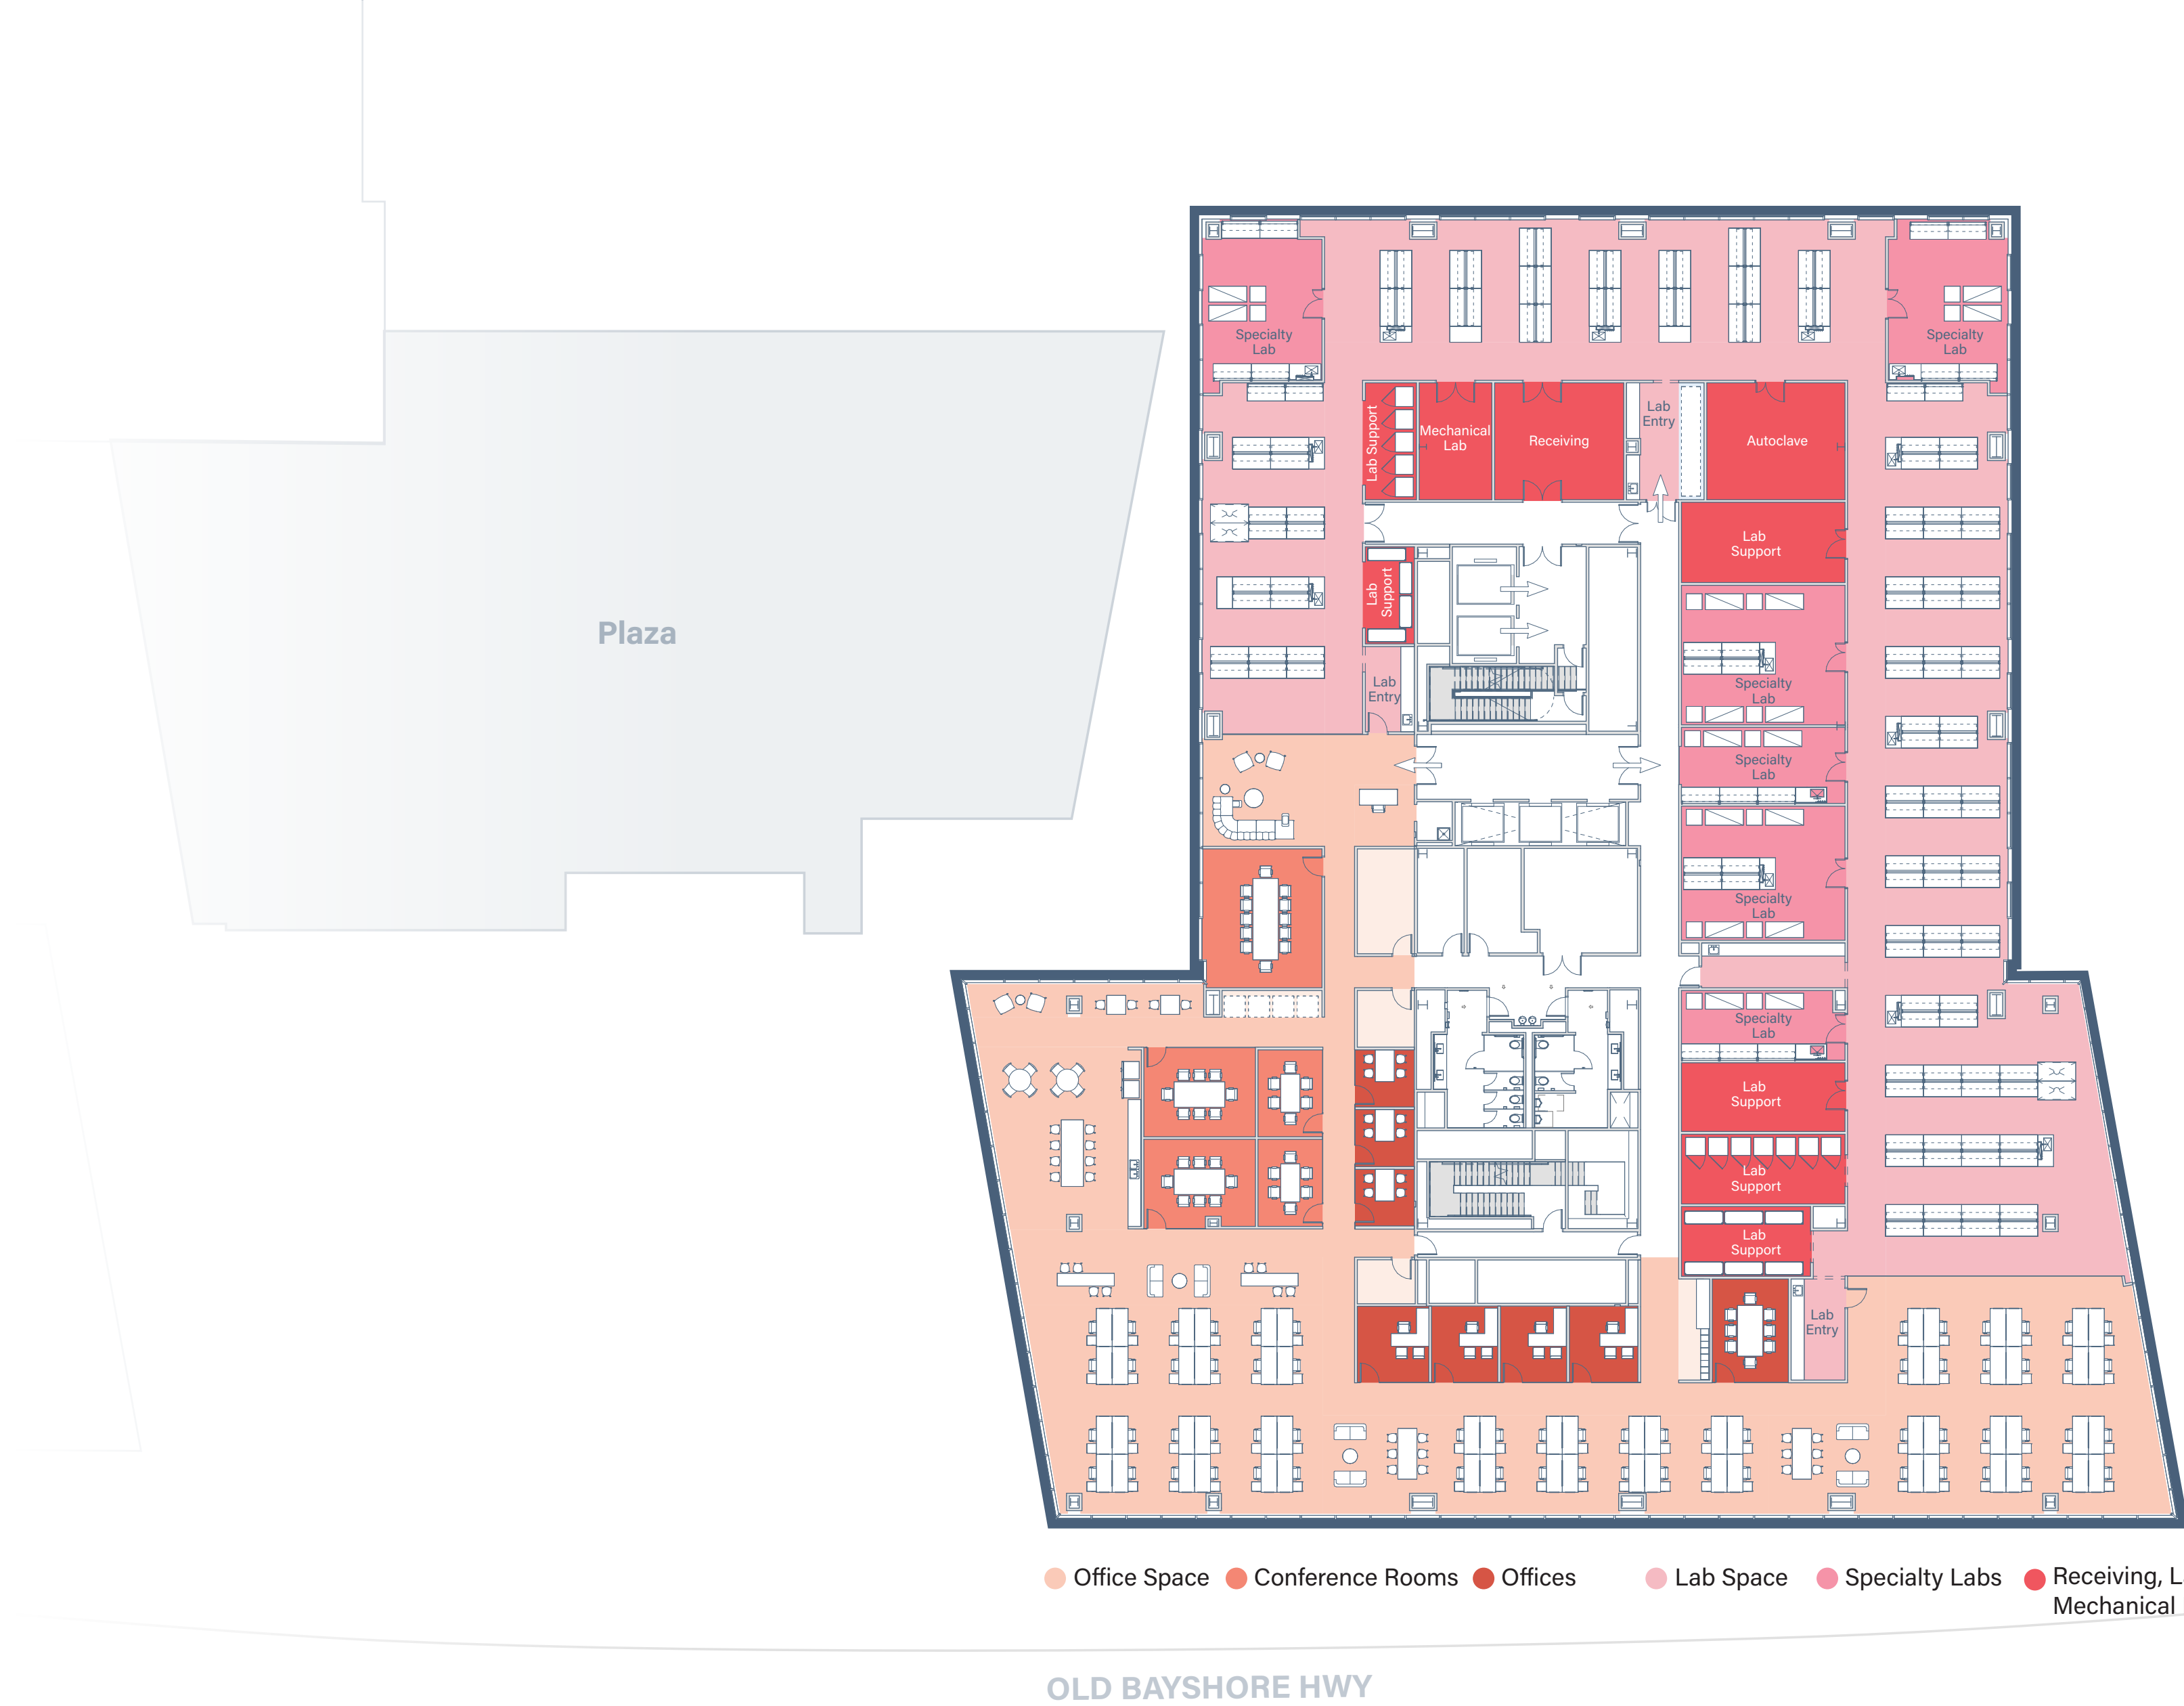 Specialty
Lab
Specialty
Lab
Lab Support
Mechanical
Lab
Receiving
Lab
Entry
Autoclave
Lab
Support
Lab
Support
Plaza
Lab
Entry
Specialty
Lab
Specialty
Lab
Specialty
Lab
Specialty
Lab
Lab
Support
Lab
Support
Lab
Support
Lab
Entry
Office Space
Conference Rooms
Offices
Lab Space
Specialty Labs
Receiving, L
Mechanical
OLD BAYSHORE HWY